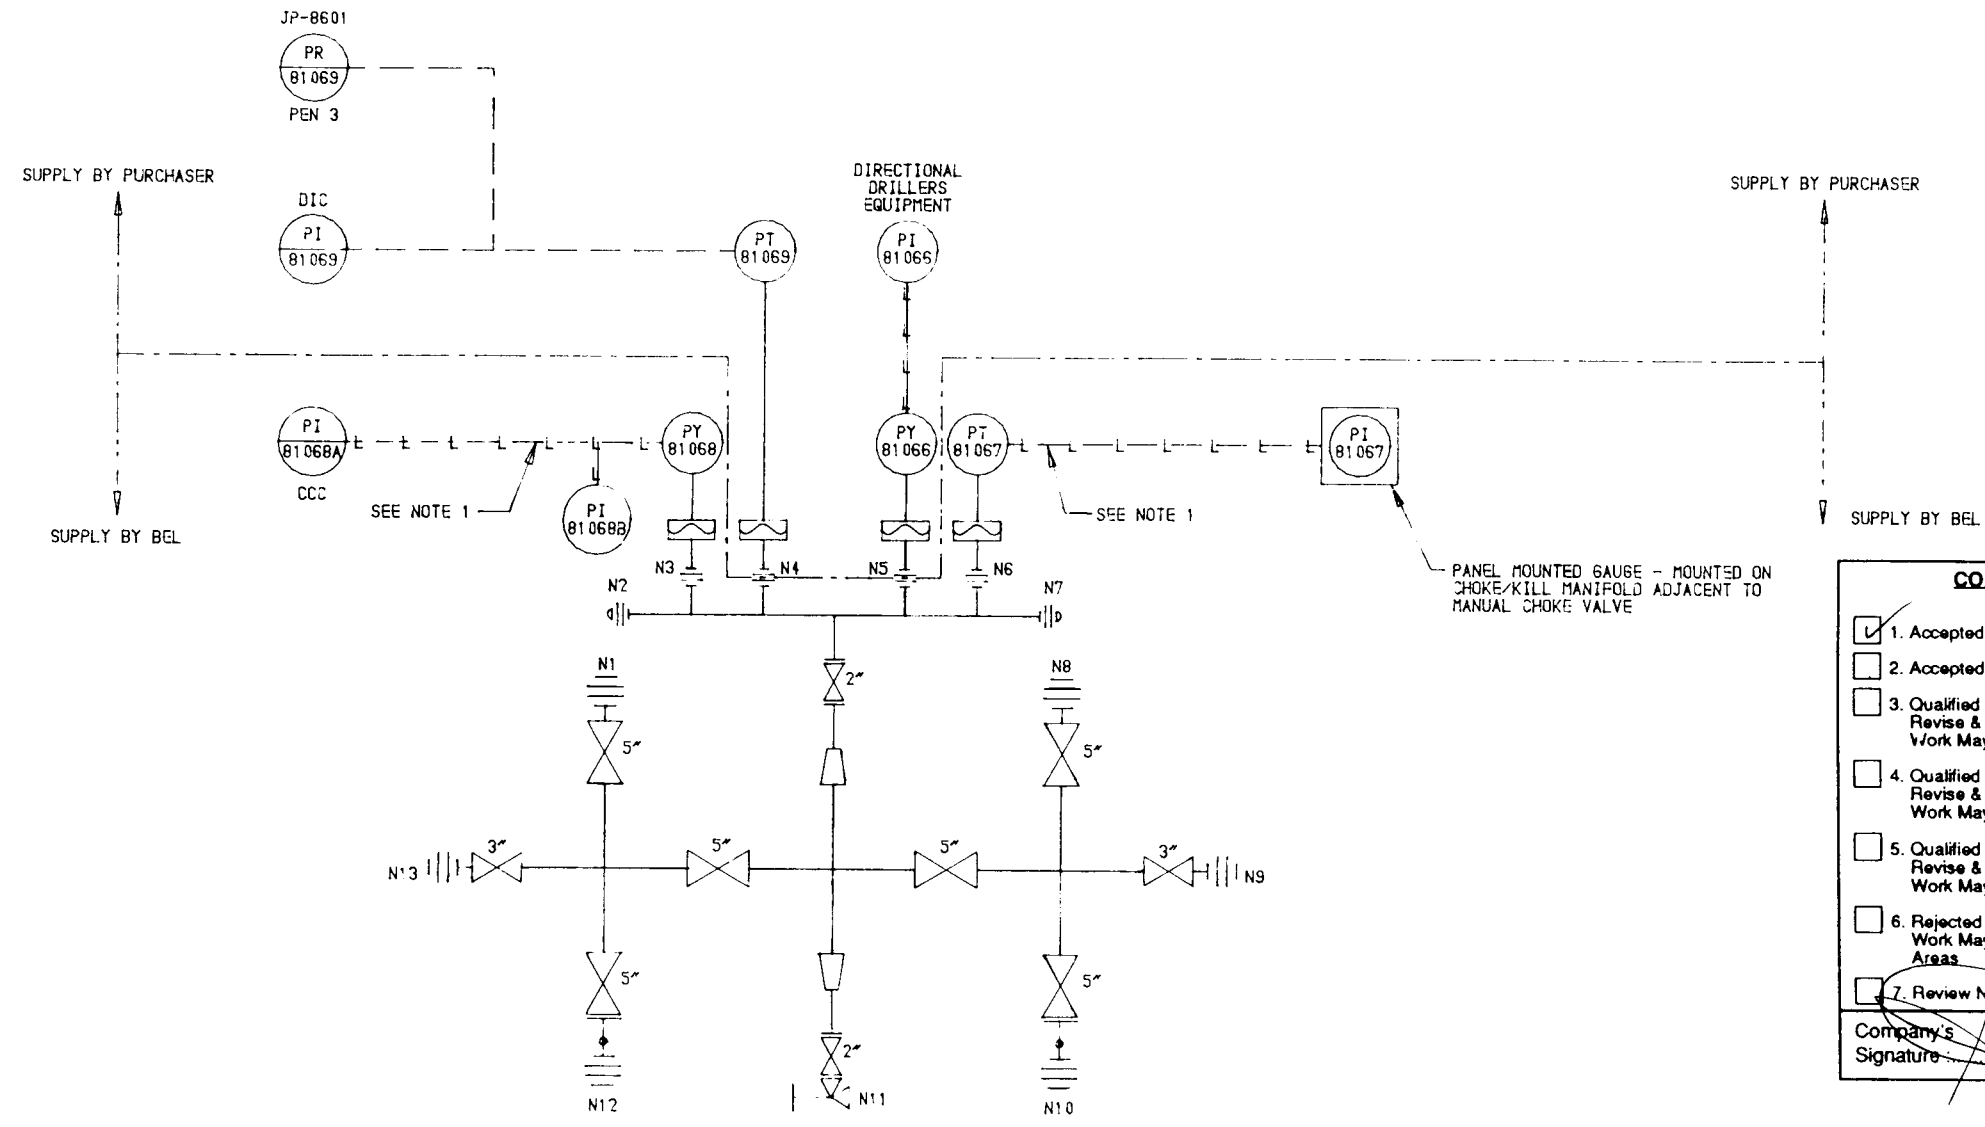 JP-8601
PR
81069
PEN 3
SUPPLY BY PURCHASER
DIC
PI
81069
PT
81069
DIRECTIONAL
DRILLERS
EQUIPMENT
PI
81066
SUPPLY BY PURCHASER
PI
81068A
CCC
SEE NOTE 1
PI
81068B
PY
81068
PY
81066
PT
81067
SEE NOTE 1
PI
81067
SUPPLY BY BEL
SUPPLY BY BEL
PANEL MOUNTED GAUGE - MOUNTED ON
CHOKE/KILL MANIFOLD ADJACENT TO
MANUAL CHOKE VALVE
N3
N4
N5
N6
N2
N7
N1
2"
N8
5"
5"
N13
3"
5"
5"
3"
N9
5"
5"
N12
2"
N11
N10
CO
1. Accepted
2. Accepted
3. Qualified
Revise &
Work May
4. Qualified
Revise &
Work May
5. Qualified
Revise &
Work May
6. Rejected
Work May
Areas
7. Review N
Company's
Signature :